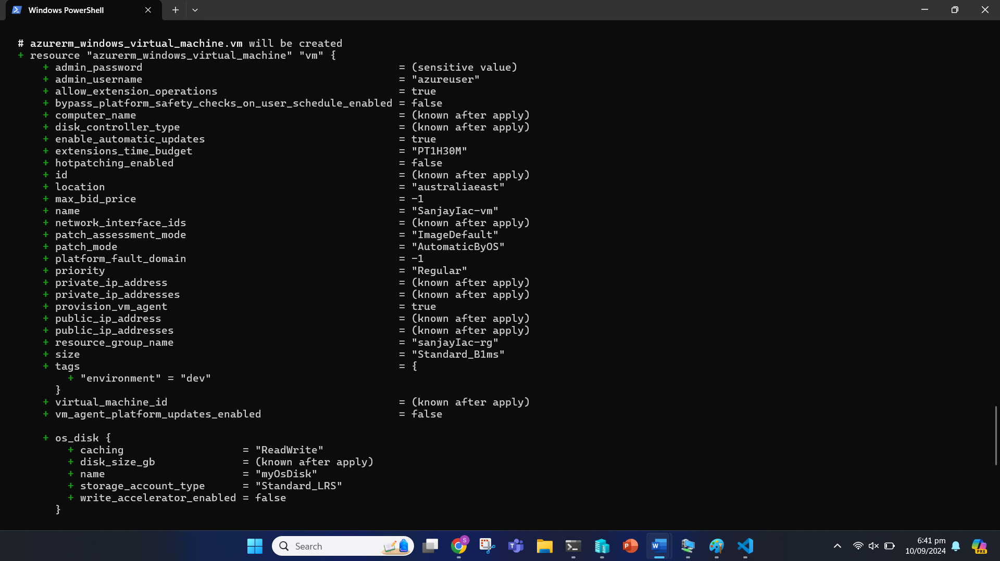 Windows PowerShell
# azurerm_windows_virtual_machine.vm will be created
+ resource "azurerm_windows_virtual_machine" "vm" {
+ admin_password = (sensitive value)
+ admin_username = "azureuser"
+ allow_extension_operations = true
+ bypass_platform_safety_checks_on_user_schedule_enabled = false
+ computer_name = (known after apply)
+ disk_controller_type = (known after apply)
+ enable_automatic_updates = true
+ extensions_time_budget = "PT1H30M"
+ hotpatching_enabled = false
+ id = (known after apply)
+ location = "australiaeast"
+ max_bid_price = -1
+ name = "SanjayIac-vm"
+ network_interface_ids = (known after apply)
+ patch_assessment_mode = "ImageDefault"
+ patch_mode = "AutomaticByOS"
+ platform_fault_domain = -1
+ priority = "Regular"
+ private_ip_address = (known after apply)
+ private_ip_addresses = (known after apply)
+ provision_vm_agent = true
+ public_ip_address = (known after apply)
+ public_ip_addresses = (known after apply)
+ resource_group_name = "sanjayIac-rg"
+ size = "Standard_B1ms"
+ tags = {
+ "environment" = "dev"
}
+ virtual_machine_id = (known after apply)
+ vm_agent_platform_updates_enabled = false
+ os_disk {
+ caching = "ReadWrite"
+ disk_size_gb = (known after apply)
+ name = "myOsDisk"
+ storage_account_type = "Standard_LRS"
+ write_accelerator_enabled = false
}
Search
S
T
P
W
6:41 pm
10/09/2024
PRE